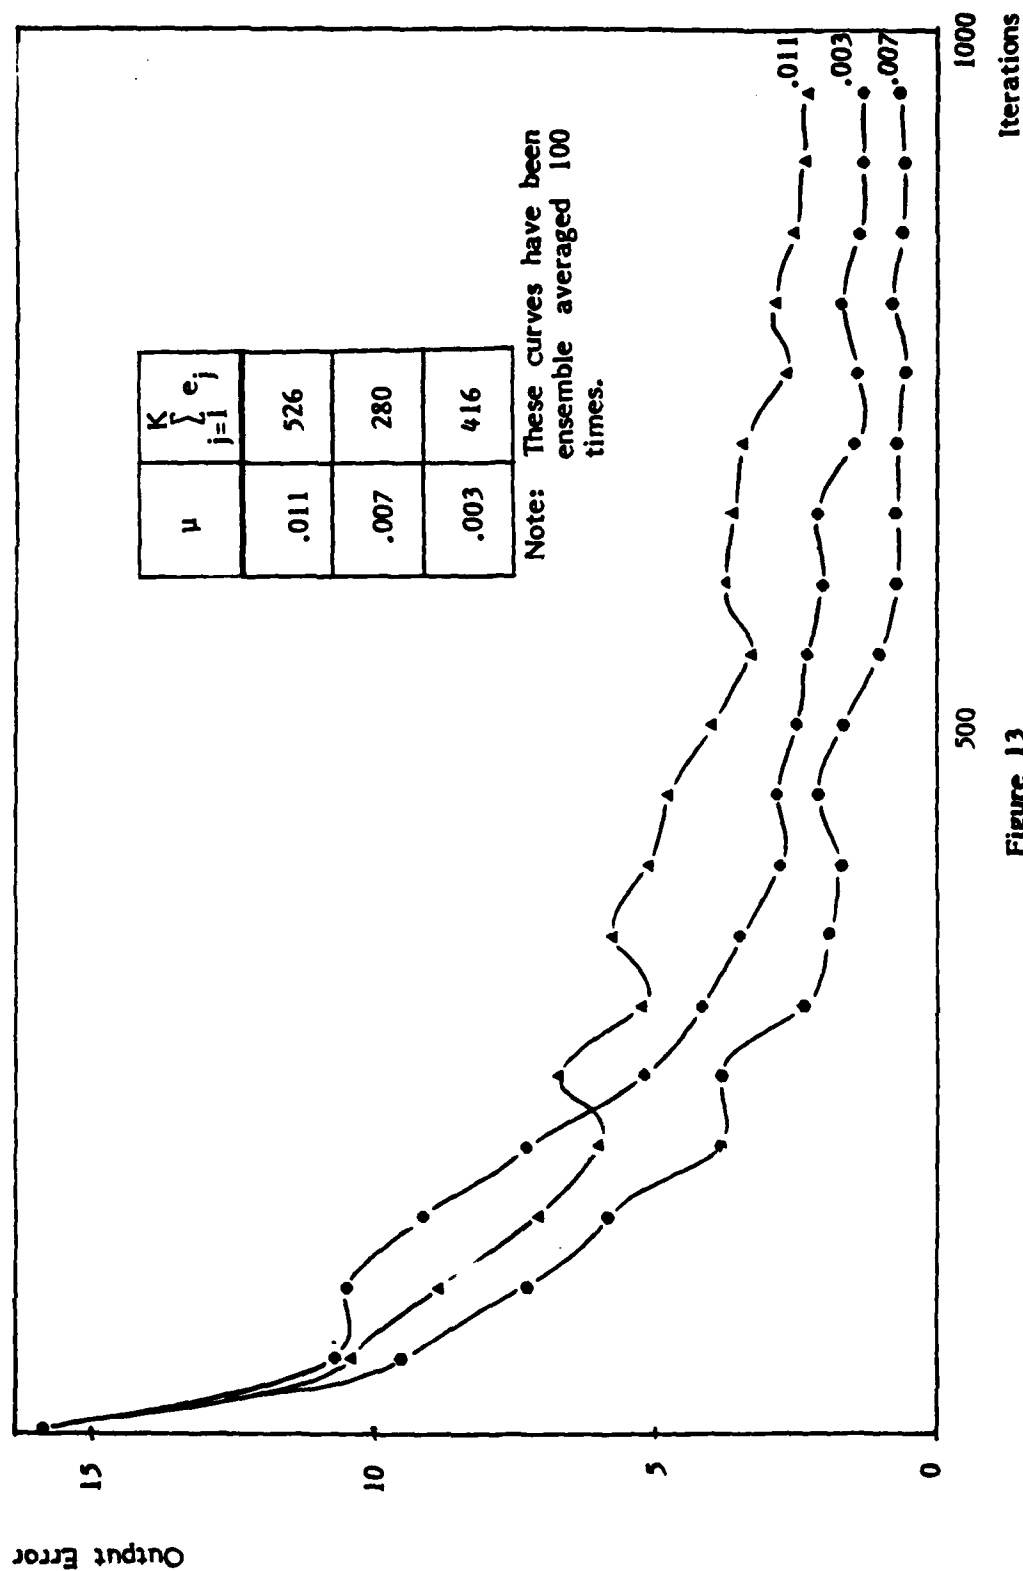 Output Error
15
10
5
0
500
1000
Iterations
.011
.003
.007
μ
K
Σ e_j
j=1
.011 526
.007 280
.003 416
Note: These curves have been
ensemble averaged 100
times.
Figure 13